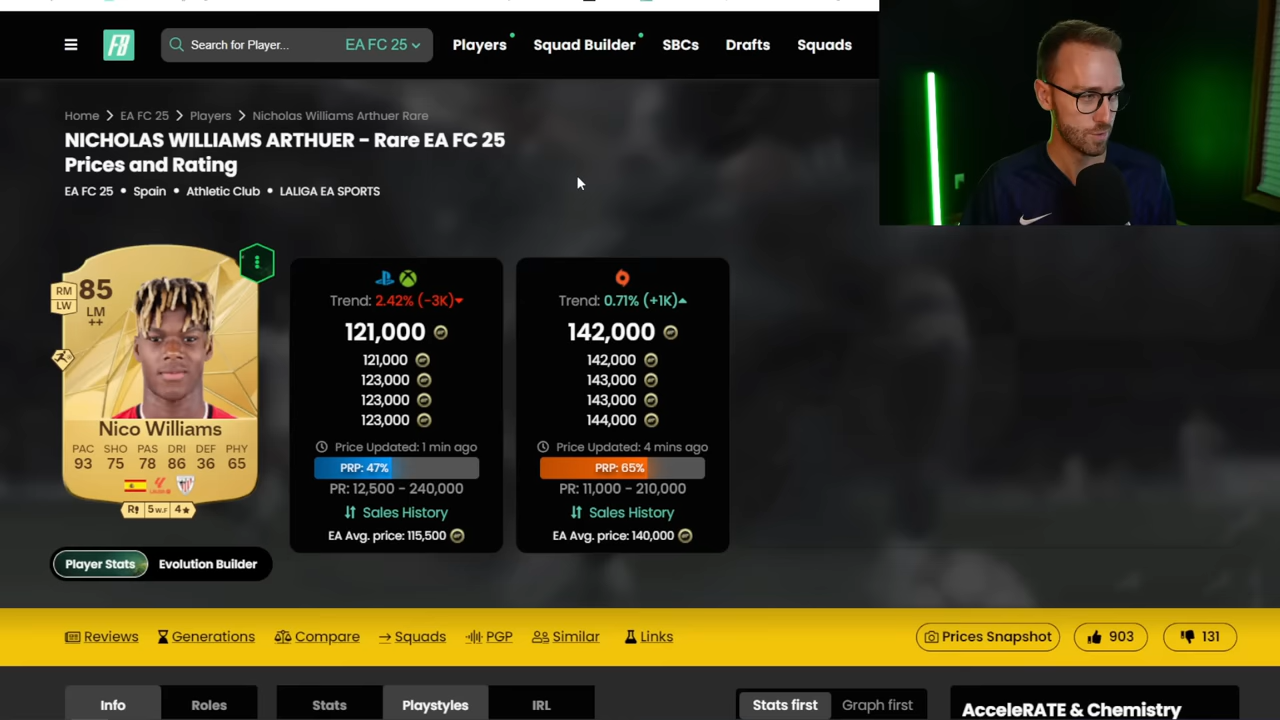 FB
Search for Player...
EA FC 25
Players
Squad Builder
SBCs
Drafts
Squads
Home > EA FC 25 > Players > Nicholas Williams Arthuer Rare
NICHOLAS WILLIAMS ARTHUER - Rare EA FC 25
Prices and Rating
EA FC 25 • Spain • Athletic Club • LALIGA EA SPORTS
RM
LW
85
LM
++
Nico Williams
PAC SHO PAS DRI DEF PHY
93 75 78 86 36 65
R 5 W.F 4★
Trend: 2.42% (-3K)
121,000
121,000
123,000
123,000
123,000
Price Updated: 1 min ago
PRP: 47%
PR: 12,500 - 240,000
Sales History
EA Avg. price: 115,500
Trend: 0.71% (+1K)
142,000
142,000
143,000
143,000
144,000
Price Updated: 4 mins ago
PRP: 65%
PR: 11,000 - 210,000
Sales History
EA Avg. price: 140,000
Player Stats
Evolution Builder
Reviews
Generations
Compare
Squads
PGP
Similar
Links
Prices Snapshot
903
131
Info
Roles
Stats
Playstyles
IRL
Stats first
Graph first
AcceleRATE & Chemistry